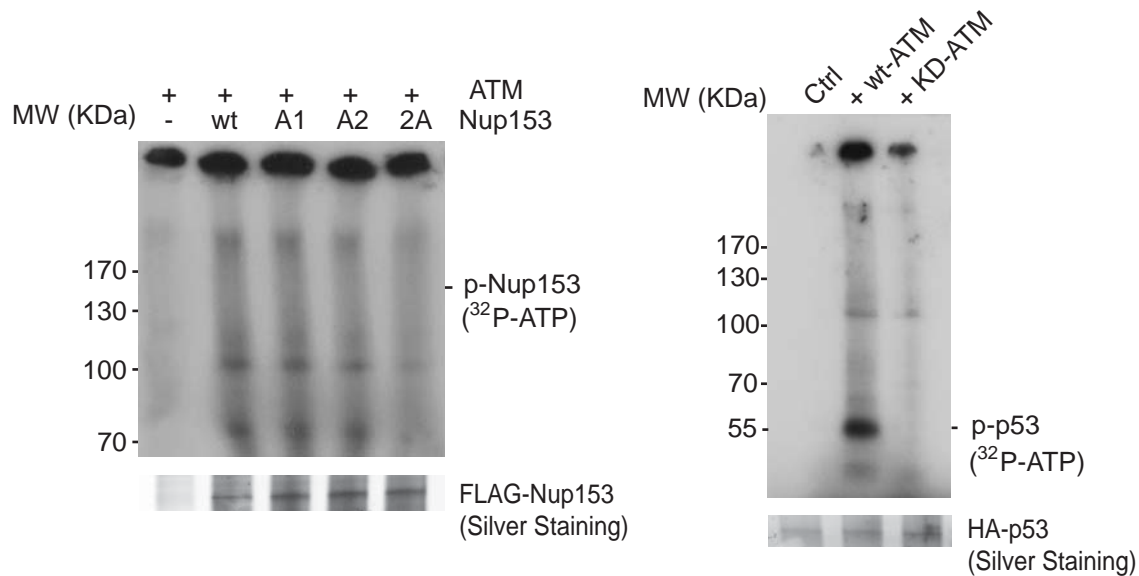 + + + + + ATM
MW (KDa) - wt A1 A2 2A Nup153
170
130
100
70
p-Nup153
(³²P-ATP)
FLAG-Nup153
(Silver Staining)
MW (KDa) Ctrl + wt-ATM + KD-ATM
170
130
100
70
55
p-p53
(³²P-ATP)
HA-p53
(Silver Staining)